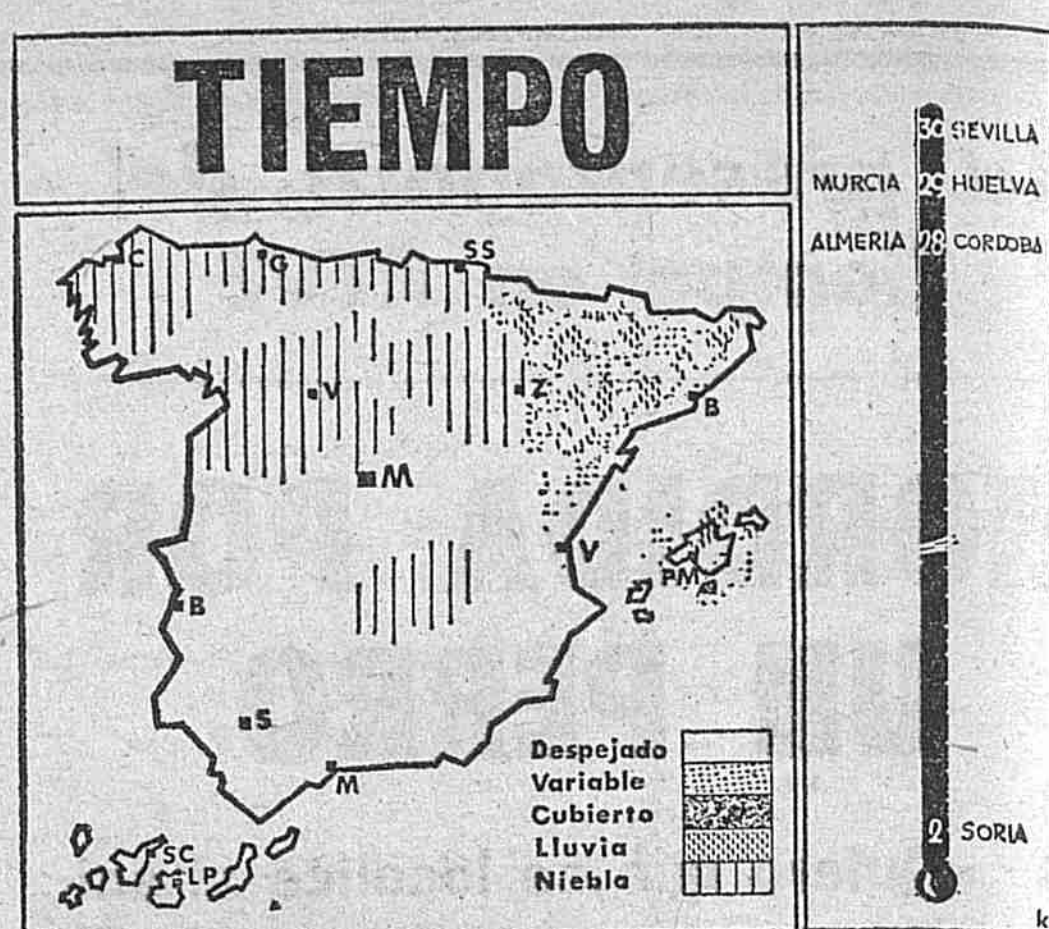 TIEMPO
C
G
SS
V
Z
B
M
V
PM
B
S
M
SC
LP
Despejado
Variable
Cubierto
Lluvia
Niebla
30 SEVILLA
MURCIA 29 HUELVA
ALMERIA 28 CORDOBA
2 SORIA
k